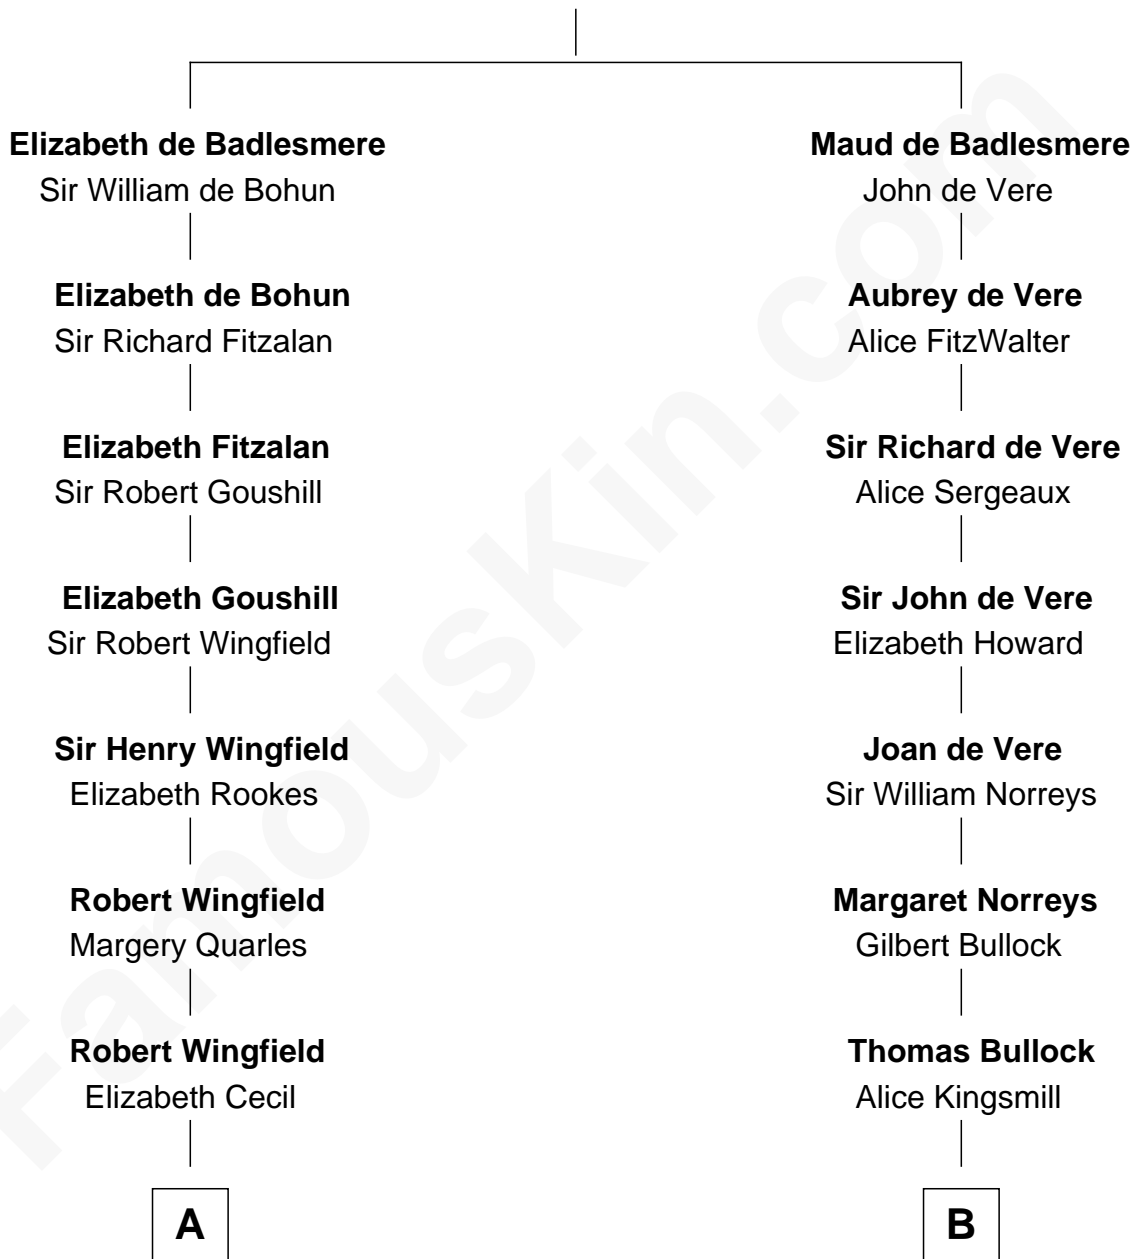 Elizabeth de Badlesmere
Sir William de Bohun
Elizabeth de Bohun
Sir Richard Fitzalan
Elizabeth Fitzalan
Sir Robert Goushill
Elizabeth Goushill
Sir Robert Wingfield
Sir Henry Wingfield
Elizabeth Rookes
Robert Wingfield
Margery Quarles
Robert Wingfield
Elizabeth Cecil
A
Maud de Badlesmere
John de Vere
Aubrey de Vere
Alice FitzWalter
Sir Richard de Vere
Alice Sergeaux
Sir John de Vere
Elizabeth Howard
Joan de Vere
Sir William Norreys
Margaret Norreys
Gilbert Bullock
Thomas Bullock
Alice Kingsmill
B
FamousKin.com